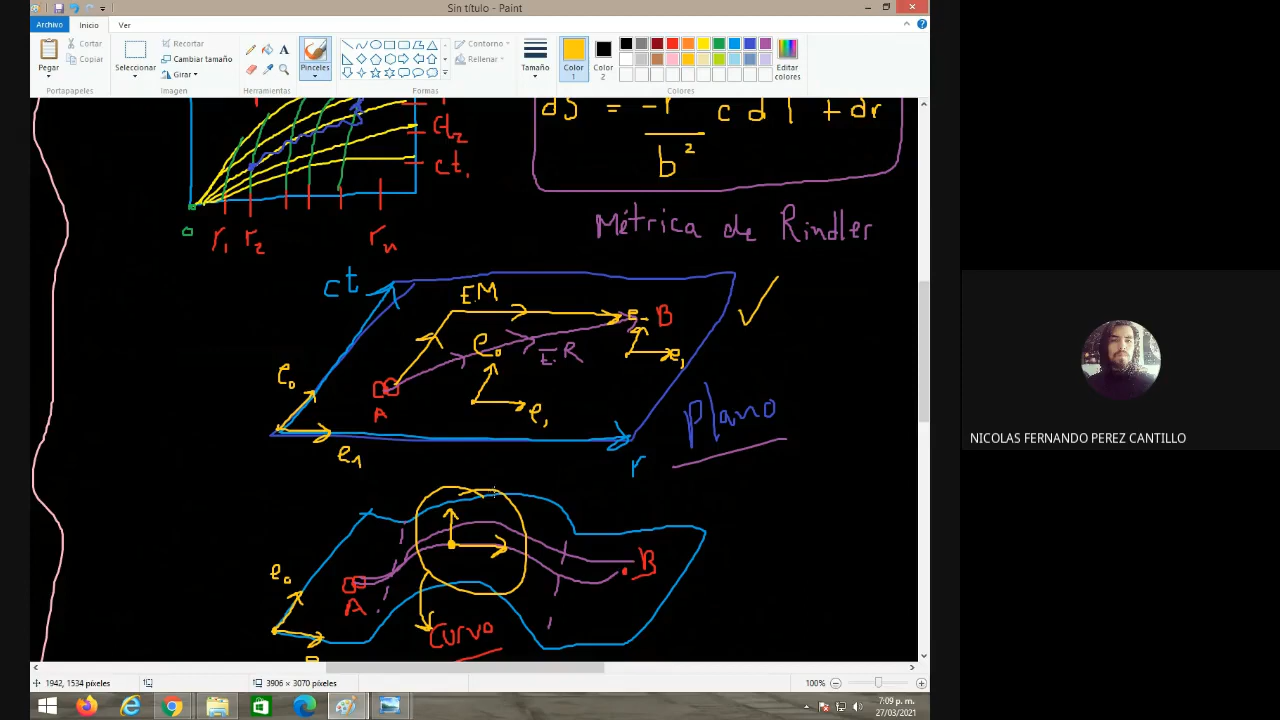 Sin título - Paint
Archivo
Inicio
Ver
Pegar
Cortar
Copiar
Portapapeles
Seleccionar
Recortar
Cambiar tamaño
Girar
Imagen
A
Herramientas
Pinceles
Formas
Contorno
Rellenar
Tamaño
Color 1
Color 2
Editar colores
Colores
ct₂
ct₁
0
r₁ r₂ rₙ
b²
Métrica de Rindler
ct
E.M
B
e₀
E.R
e₁
A
e₀
e₁
e₁
r
Plano
e₀
A
B
Curvo
NICOLAS FERNANDO PEREZ CANTILLO
1942, 1534 píxeles
3906 × 3070 píxeles
100%
7:09 p. m.
27/03/2021